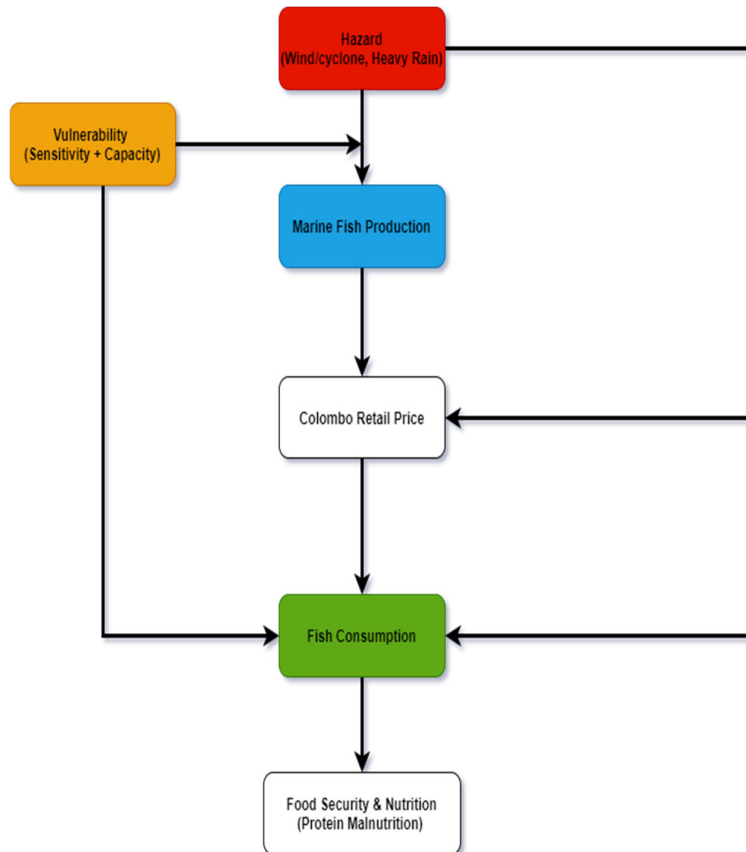 Hazard
(Wind/cyclone, Heavy Rain)
Vulnerability
(Sensitivity + Capacity)
Marine Fish Production
Colombo Retail Price
Fish Consumption
Food Security & Nutrition
(Protein Malnutrition)